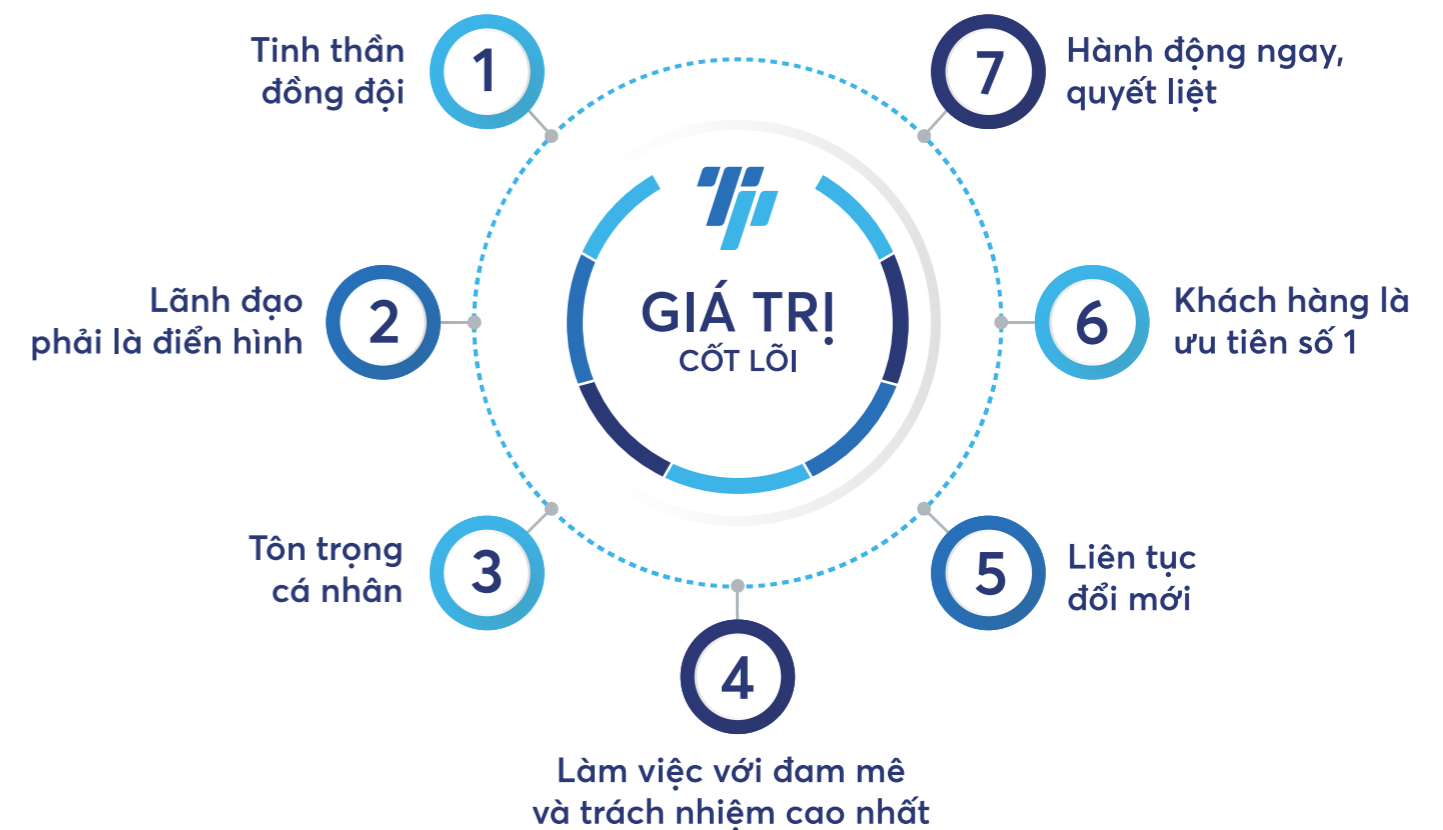 GIÁ TRỊ
CỐT LÕI
1
Tinh thần
đồng đội
2
Lãnh đạo
phải là điển hình
3
Tôn trọng
cá nhân
4
Làm việc với đam mê
và trách nhiệm cao nhất
5
Liên tục
đổi mới
6
Khách hàng là
ưu tiên số 1
7
Hành động ngay,
quyết liệt